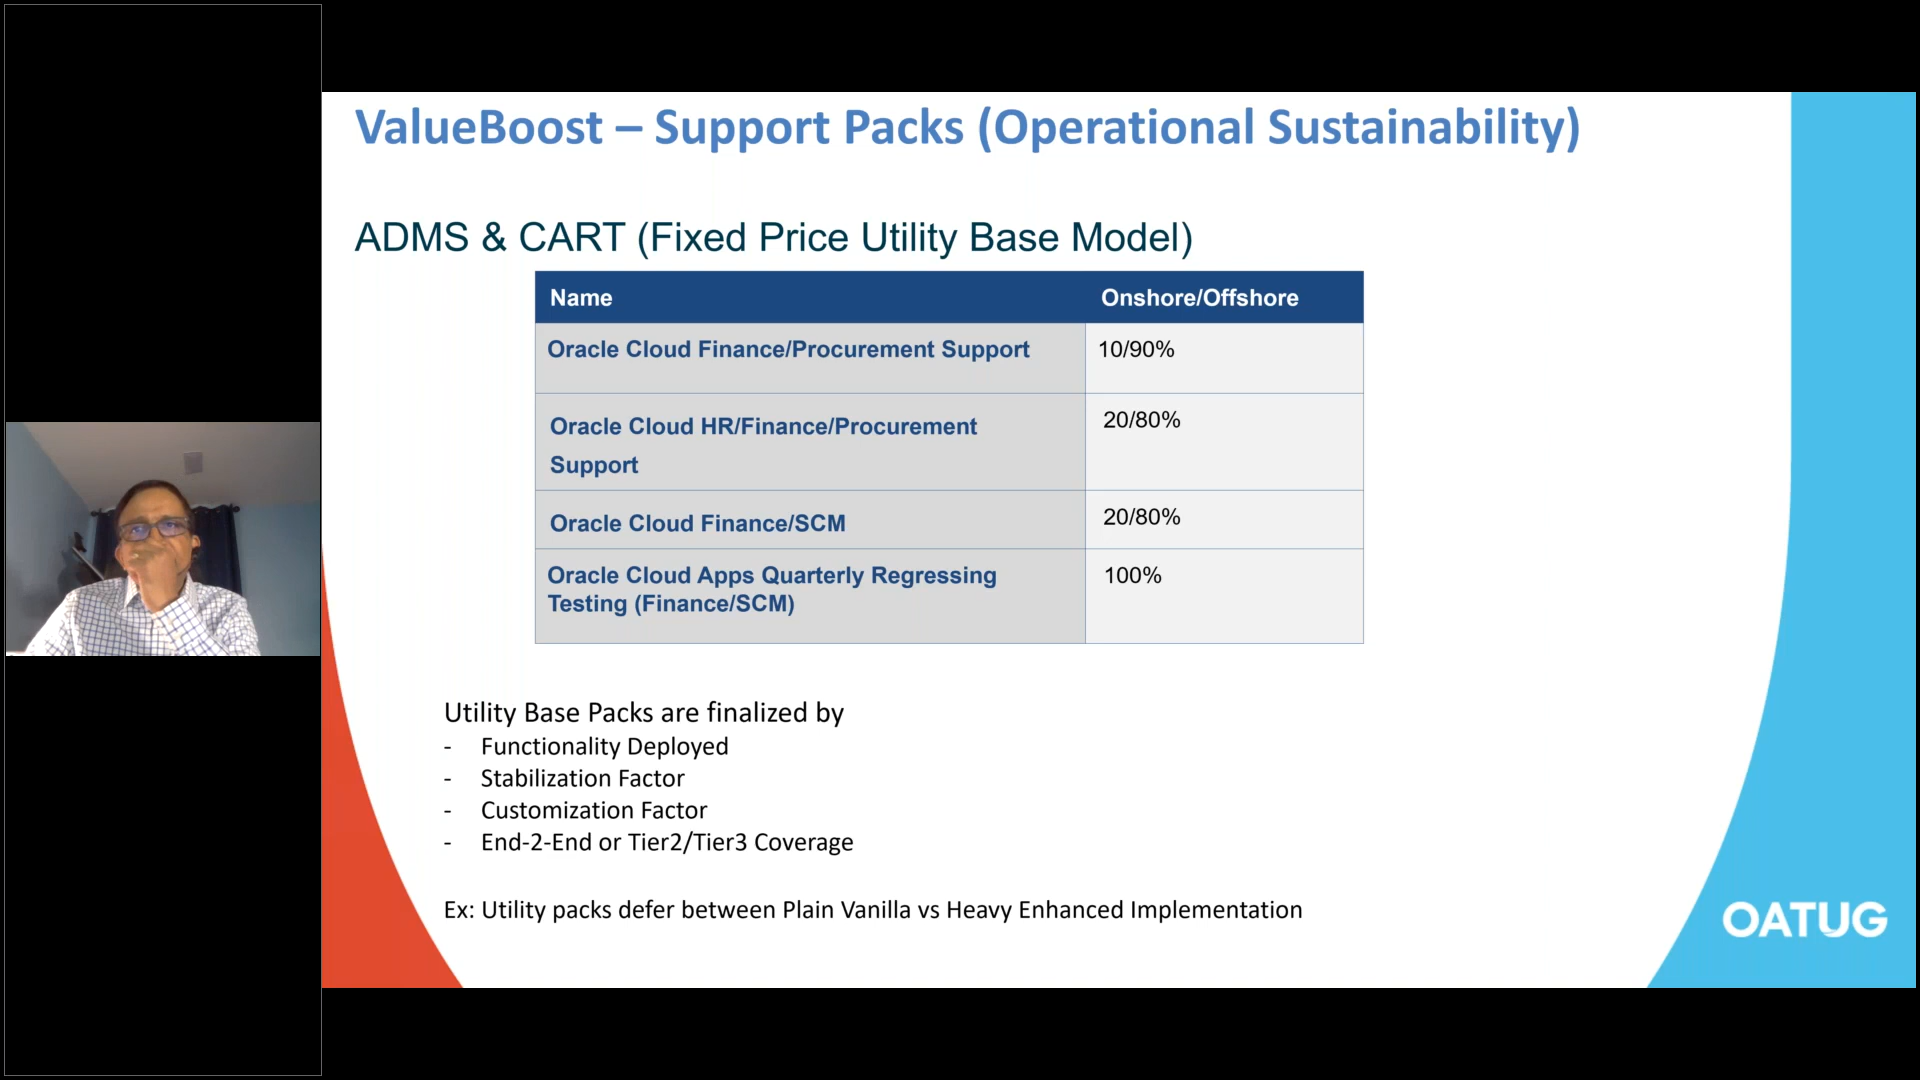 ValueBoost – Support Packs (Operational Sustainability)
ADMS & CART (Fixed Price Utility Base Model)
Name Onshore/Offshore
Oracle Cloud Finance/Procurement Support 10/90%
Oracle Cloud HR/Finance/Procurement 20/80%
Support
Oracle Cloud Finance/SCM 20/80%
Oracle Cloud Apps Quarterly Regressing 100%
Testing (Finance/SCM)
Utility Base Packs are finalized by
- Functionality Deployed
- Stabilization Factor
- Customization Factor
- End-2-End or Tier2/Tier3 Coverage
Ex: Utility packs defer between Plain Vanilla vs Heavy Enhanced Implementation
OATUG